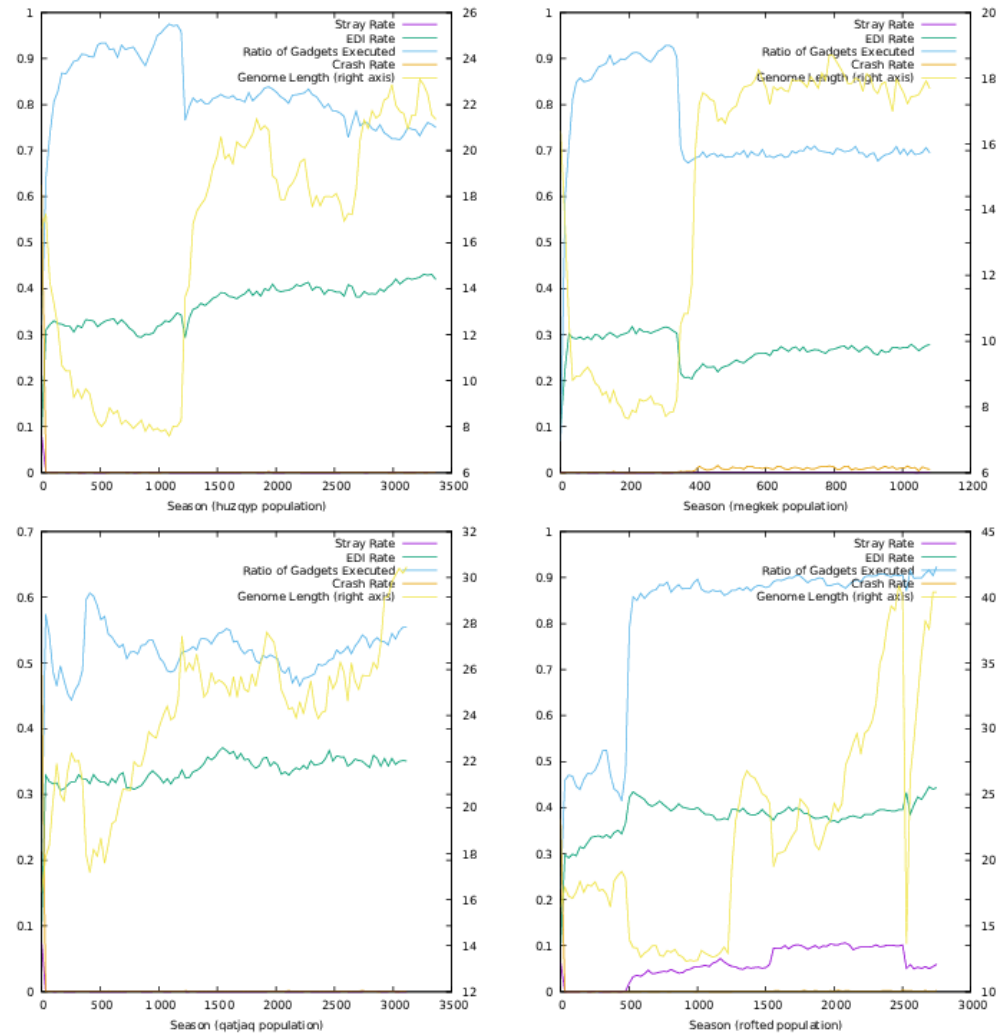 1
0.9
0.8
0.7
0.6
0.5
0.4
0.3
0.2
0.1
0
0 500 1000 1500 2000 2500 3000 3500
26
24
22
20
18
16
14
12
10
8
6
Stray Rate
EDI Rate
Ratio of Gadgets Executed
Crash Rate
Genome Length (right axis)
Season (huzqyp population)
1
0.9
0.8
0.7
0.6
0.5
0.4
0.3
0.2
0.1
0
0 200 400 600 800 1000 1200
20
18
16
14
12
10
8
6
Stray Rate
EDI Rate
Ratio of Gadgets Executed
Crash Rate
Genome Length (right axis)
Season (megkek population)
0.7
0.6
0.5
0.4
0.3
0.2
0.1
0
0 500 1000 1500 2000 2500 3000 3500
32
30
28
26
24
22
20
18
16
14
12
Stray Rate
EDI Rate
Ratio of Gadgets Executed
Crash Rate
Genome Length (right axis)
Season (qatjaq population)
1
0.9
0.8
0.7
0.6
0.5
0.4
0.3
0.2
0.1
0
0 500 1000 1500 2000 2500 3000
45
40
35
30
25
20
15
10
Stray Rate
EDI Rate
Ratio of Gadgets Executed
Crash Rate
Genome Length (right axis)
Season (rofted population)